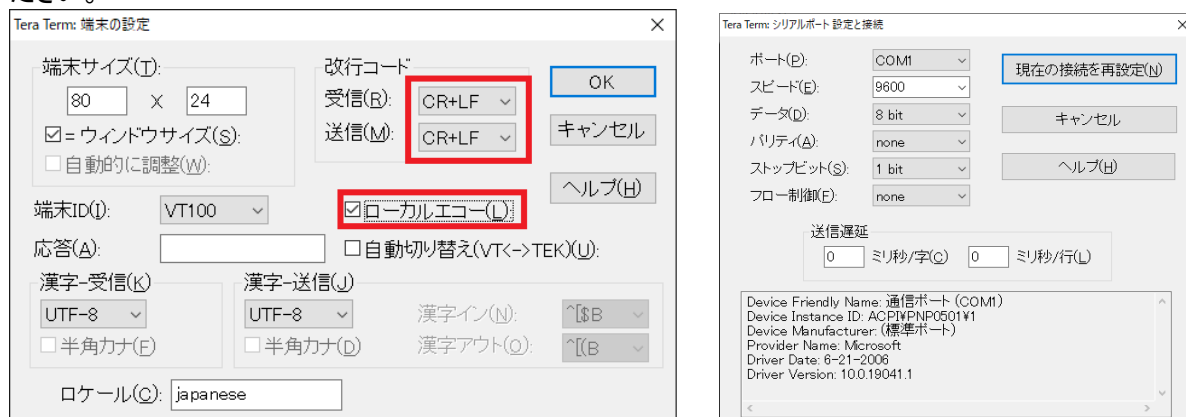 ださい。
Tera Term: 端末の設定
端末サイズ(T):
80 X 24
☑= ウィンドウサイズ(S):
□自動的に調整(W):
改行コード
受信(R): CR+LF
送信(M): CR+LF
OK
キャンセル
ヘルプ(H)
端末ID(I): VT100
☑ローカルエコー(L):
応答(A):
□自動切り替え(VT<->TEK)(U):
漢字-受信(K)
UTF-8
□半角カナ(F)
漢字-送信(J)
UTF-8
□半角カナ(D)
漢字イン(N): ^[$B
漢字アウト(O): ^[(B
ロケール(C): japanese
Tera Term: シリアルポート 設定と接続
ポート(P): COM1
スピード(E): 9600
データ(D): 8 bit
パリティ(A): none
ストップビット(S): 1 bit
フロー制御(F): none
現在の接続を再設定(N)
キャンセル
ヘルプ(H)
送信遅延
0 ミリ秒/字(C) 0 ミリ秒/行(L)
Device Friendly Name: 通信ポート (COM1)
Device Instance ID: ACPI¥PNP0501¥1
Device Manufacturer: (標準ポート)
Provider Name: Microsoft
Driver Date: 6-21-2006
Driver Version: 10.0.19041.1